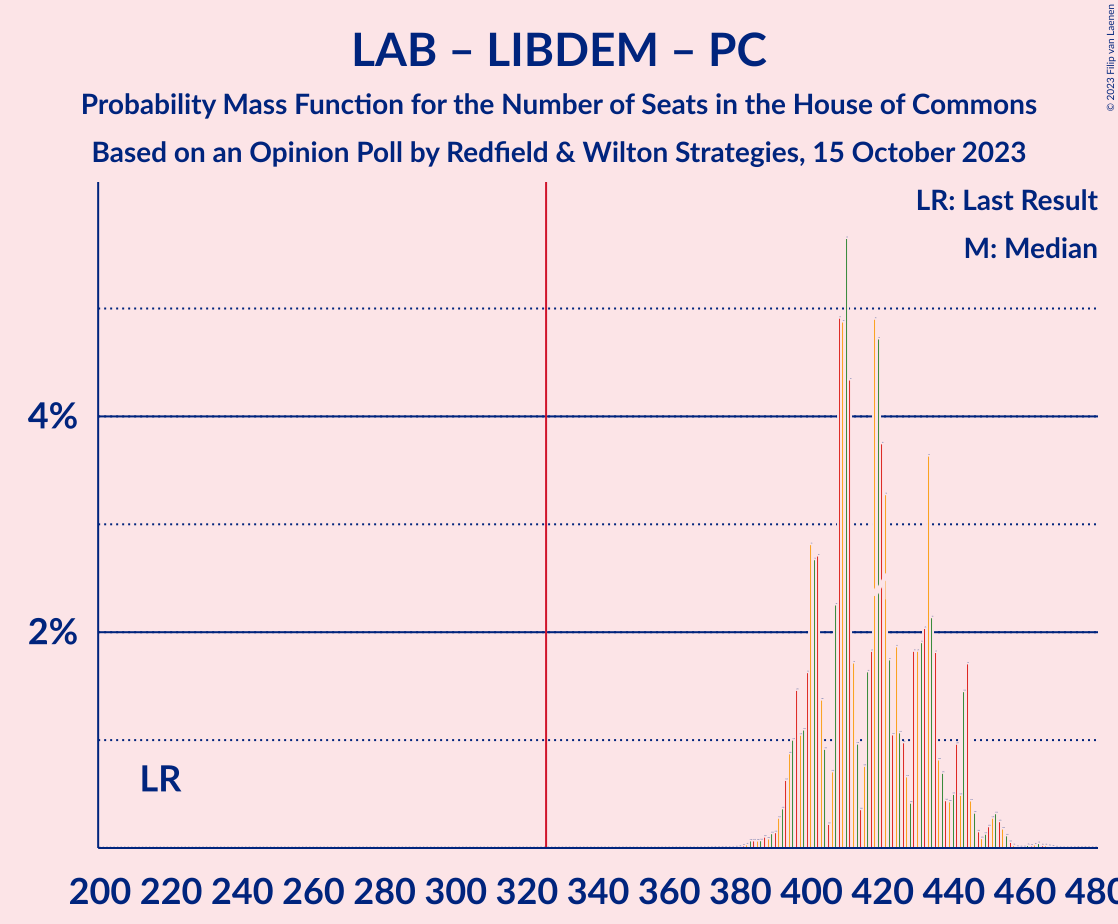 LAB – LIBDEM – PC
Probability Mass Function for the Number of Seats in the House of Commons
Based on an Opinion Poll by Redfield & Wilton Strategies, 15 October 2023
© 2023 Filip van Laenen
LR: Last Result
M: Median
4%
2%
LR
200 220 240 260 280 300 320 340 360 380 400 420 440 460 480